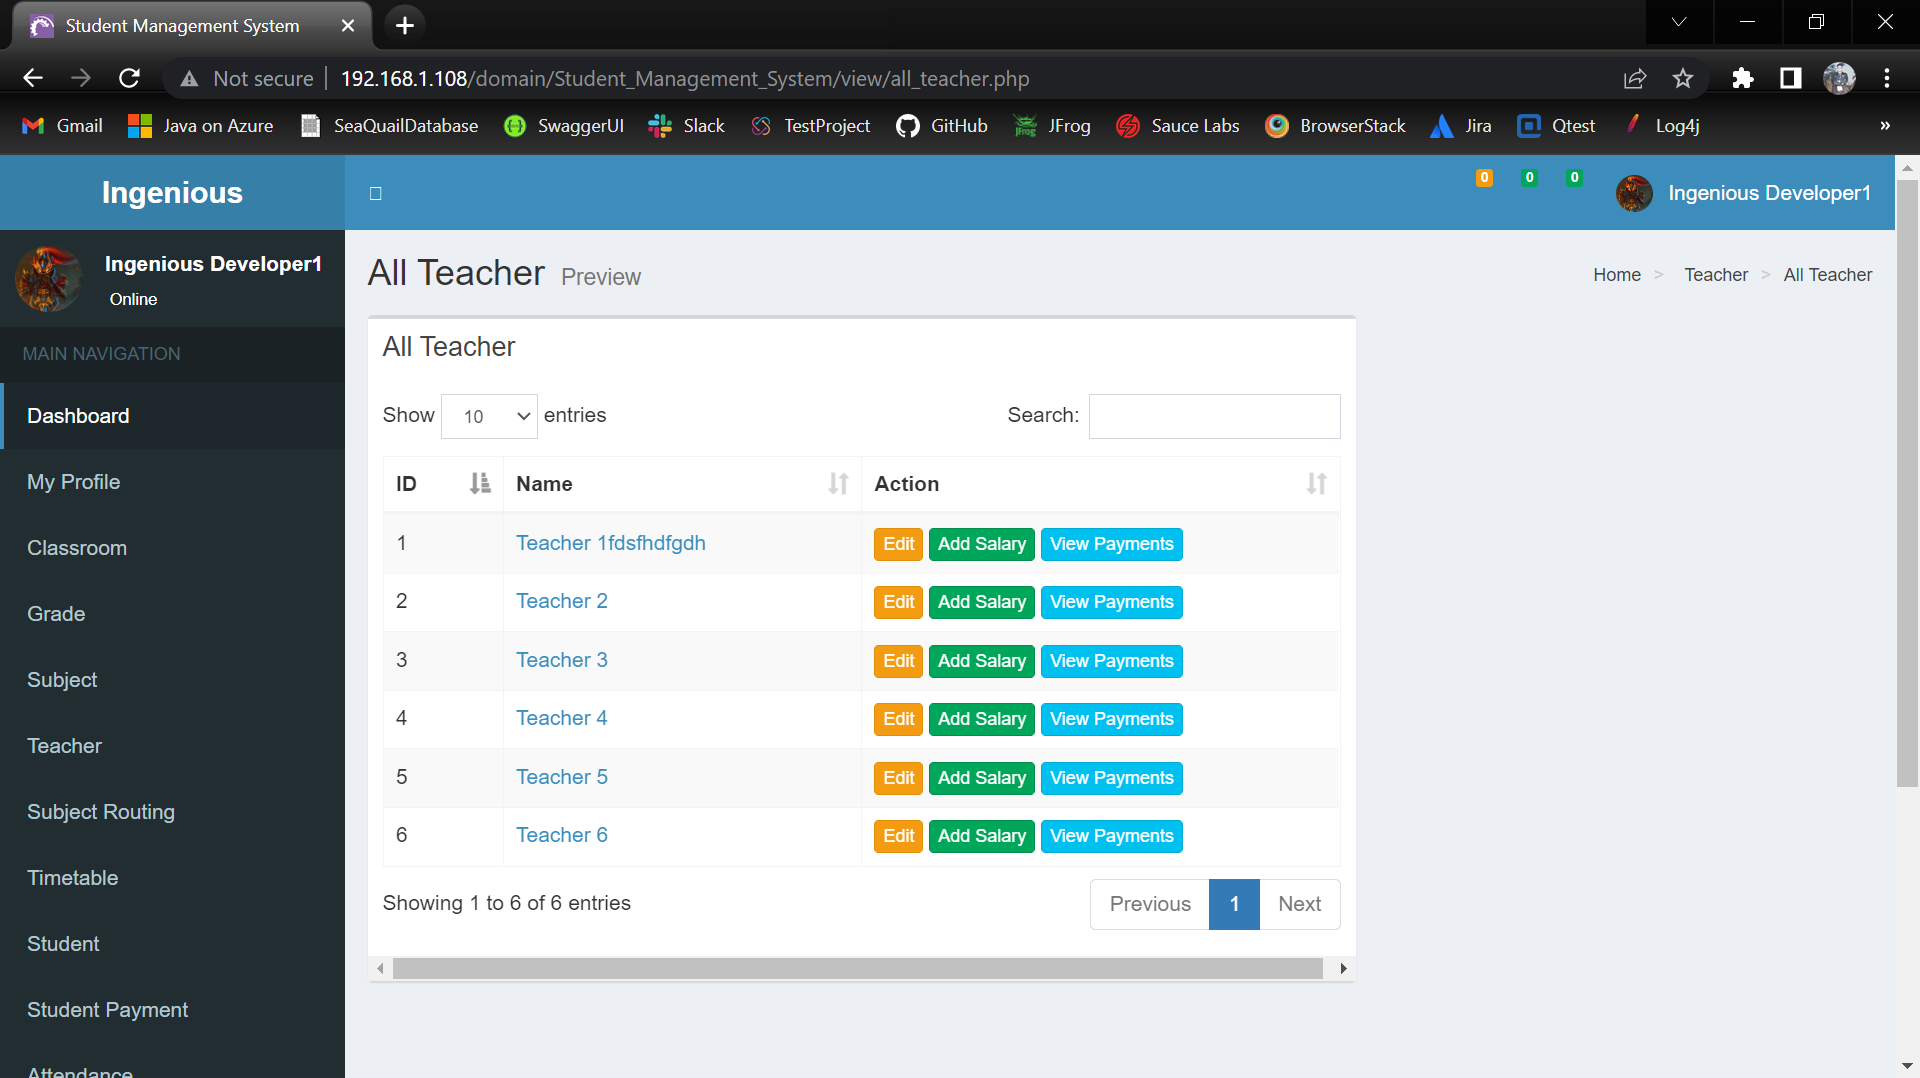 Student Management System
Not secure 192.168.1.108/domain/Student_Management_System/view/all_teacher.php
Gmail Java on Azure SeaQuailDatabase SwaggerUI Slack TestProject GitHub JFrog Sauce Labs BrowserStack Jira Qtest Log4j »
Ingenious
0 0 0 Ingenious Developer1
Ingenious Developer1
Online
MAIN NAVIGATION
Dashboard
My Profile
Classroom
Grade
Subject
Teacher
Subject Routing
Timetable
Student
Student Payment
Attendance
All Teacher Preview
Home > Teacher > All Teacher
All Teacher
Show 10 entries
Search:
ID Name Action
1 Teacher 1fdsfhdfgdh Edit Add Salary View Payments
2 Teacher 2 Edit Add Salary View Payments
3 Teacher 3 Edit Add Salary View Payments
4 Teacher 4 Edit Add Salary View Payments
5 Teacher 5 Edit Add Salary View Payments
6 Teacher 6 Edit Add Salary View Payments
Showing 1 to 6 of 6 entries
Previous 1 Next